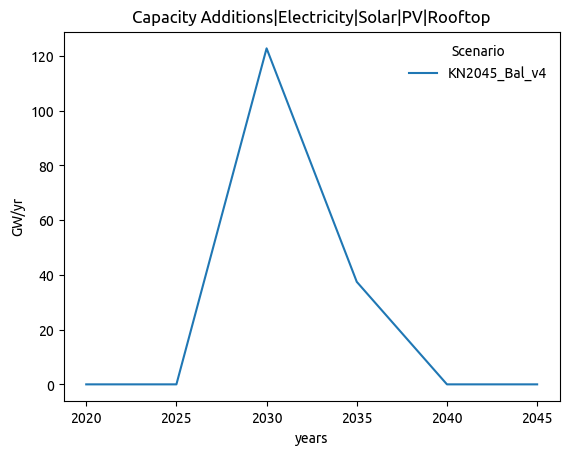 Capacity Additions|Electricity|Solar|PV|Rooftop
Scenario
KN2045_Bal_v4
120
100
80
60
40
20
0
GW/yr
2020 2025 2030 2035 2040 2045
years